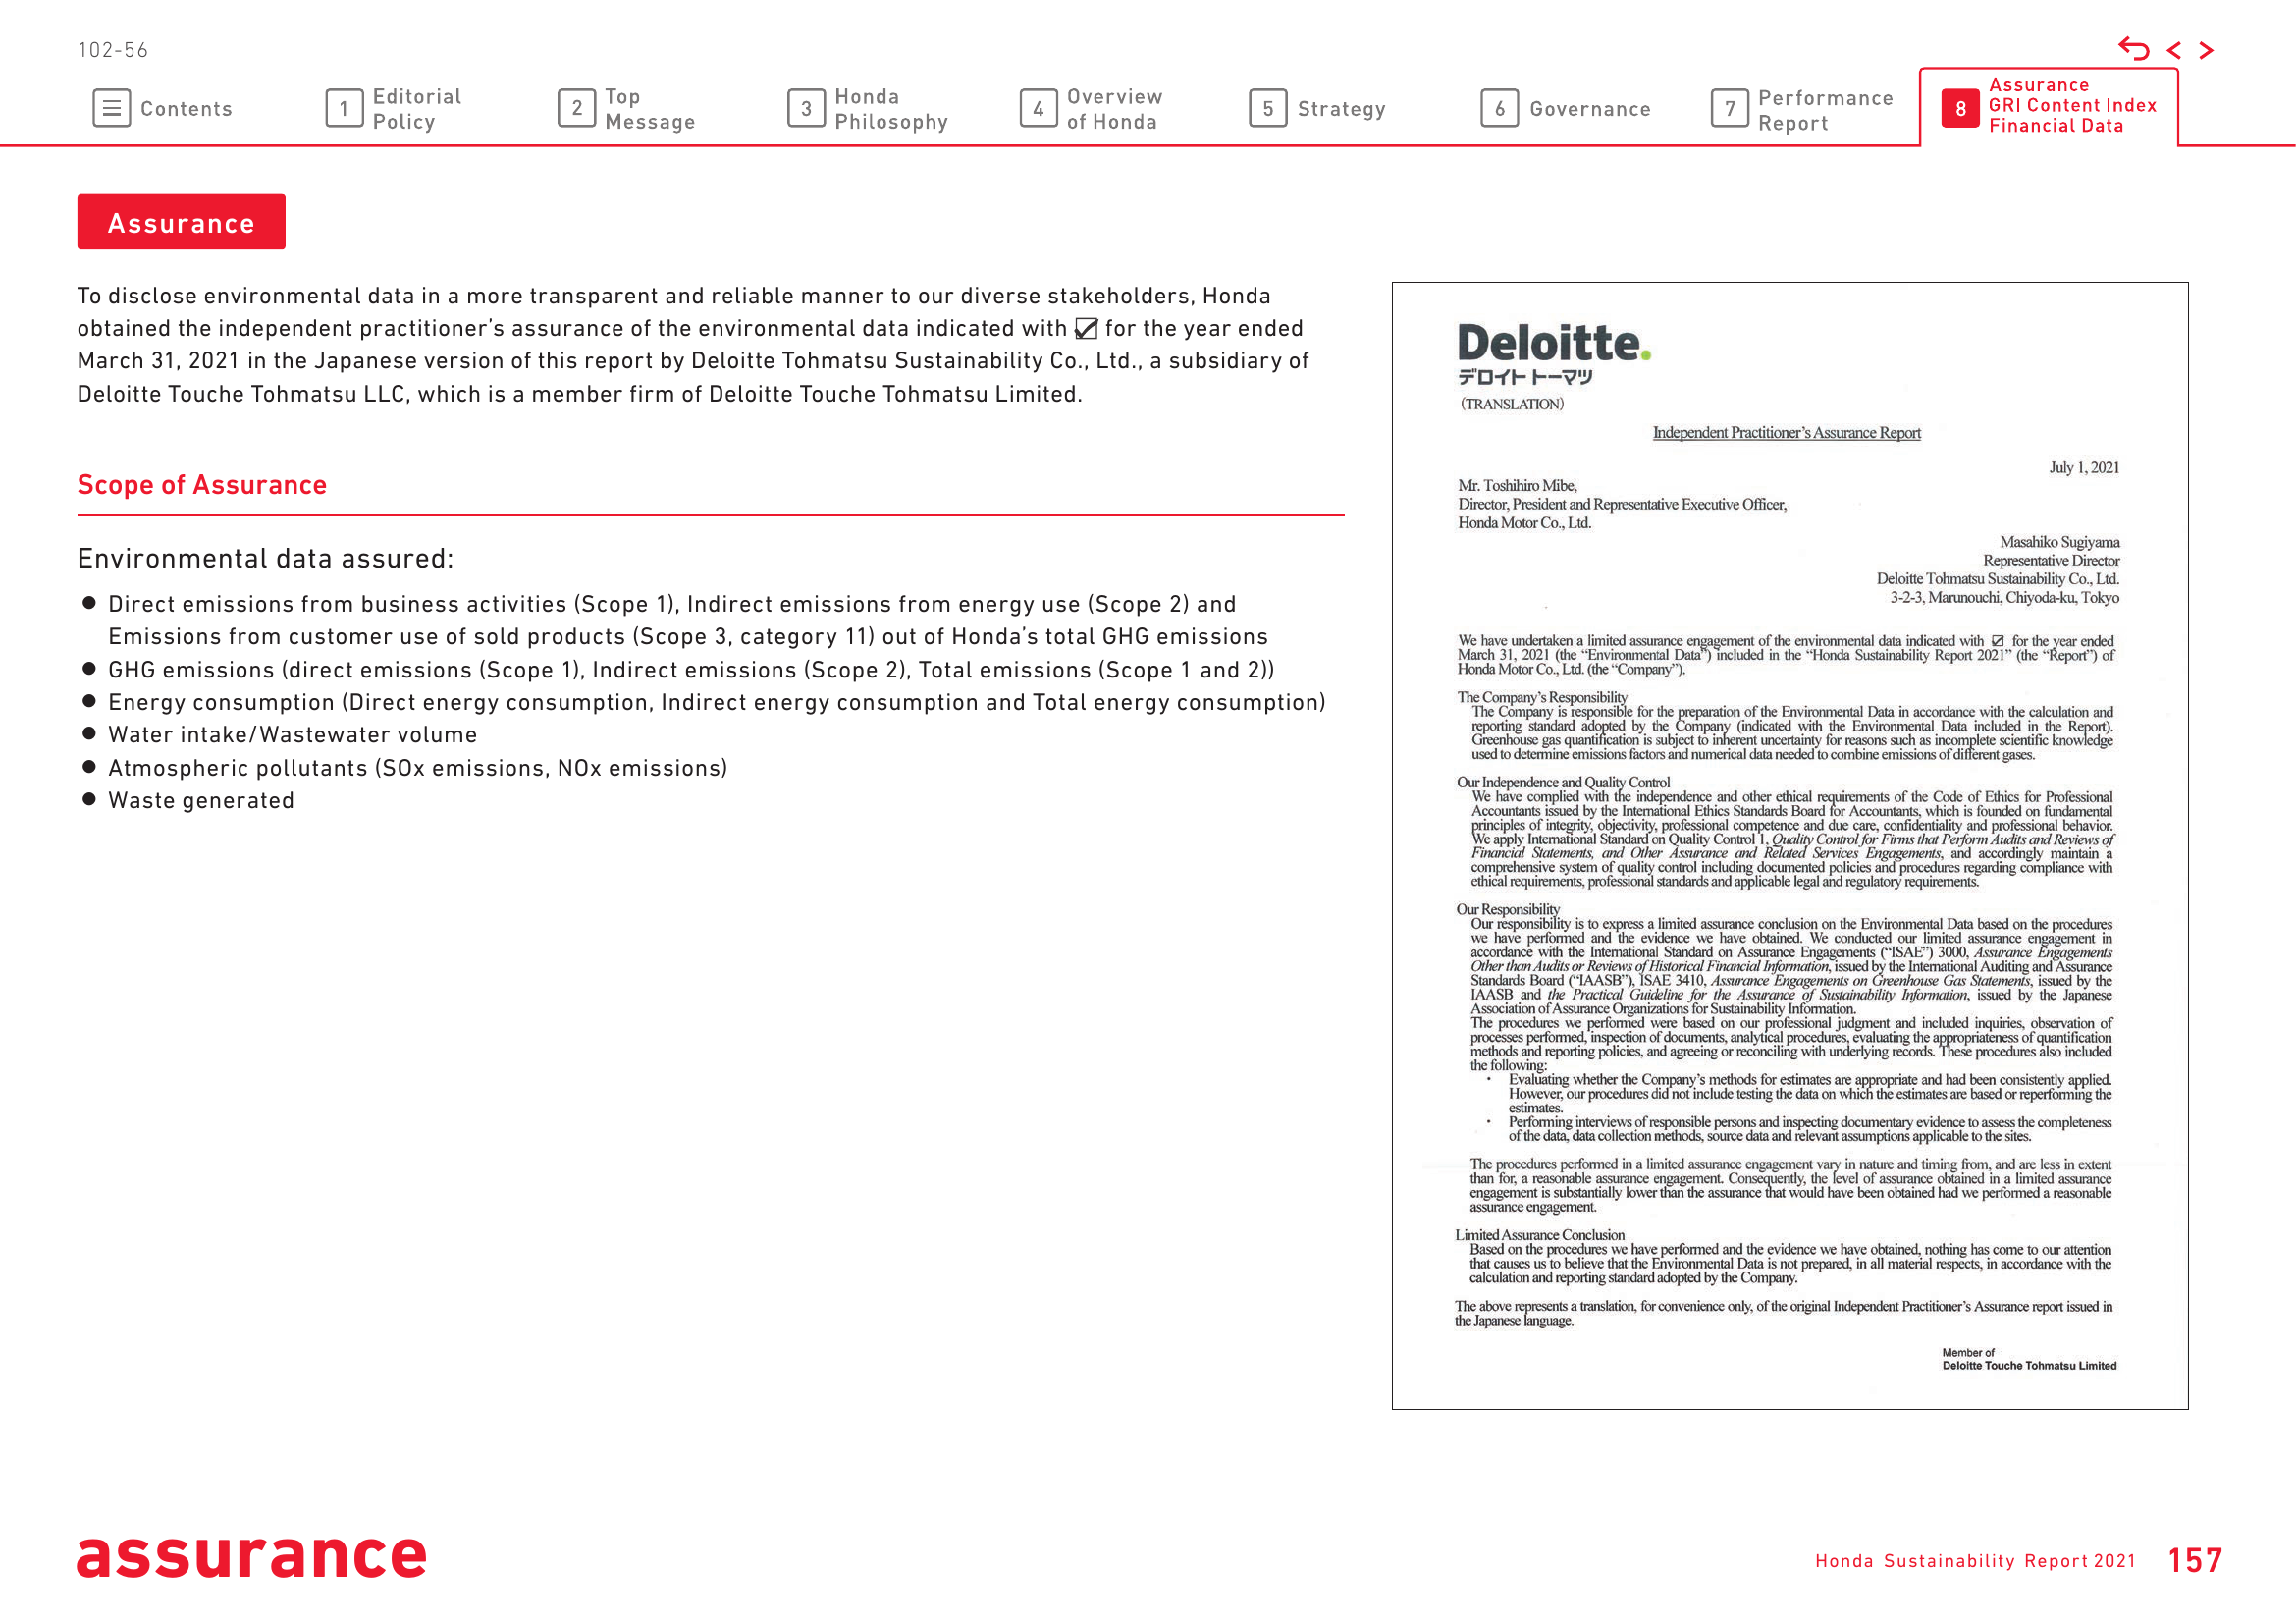 102-56
Contents
1 Editorial
Policy
2 Top
Message
3 Honda
Philosophy
4 Overview
of Honda
5 Strategy
6 Governance
7 Performance
Report
8 Assurance
GRI Content Index
Financial Data
Assurance
To disclose environmental data in a more transparent and reliable manner to our diverse stakeholders, Honda
obtained the independent practitioner’s assurance of the environmental data indicated with ☑ for the year ended
March 31, 2021 in the Japanese version of this report by Deloitte Tohmatsu Sustainability Co., Ltd., a subsidiary of
Deloitte Touche Tohmatsu LLC, which is a member firm of Deloitte Touche Tohmatsu Limited.
Scope of Assurance
Environmental data assured:
● Direct emissions from business activities (Scope 1), Indirect emissions from energy use (Scope 2) and
Emissions from customer use of sold products (Scope 3, category 11) out of Honda’s total GHG emissions
● GHG emissions (direct emissions (Scope 1), Indirect emissions (Scope 2), Total emissions (Scope 1 and 2))
● Energy consumption (Direct energy consumption, Indirect energy consumption and Total energy consumption)
● Water intake/Wastewater volume
● Atmospheric pollutants (SOx emissions, NOx emissions)
● Waste generated
Deloitte.
デロイト トーマツ
(TRANSLATION)
Independent Practitioner’s Assurance Report
July 1, 2021
Mr. Toshihiro Mibe,
Director, President and Representative Executive Officer,
Honda Motor Co., Ltd.
Masahiko Sugiyama
Representative Director
Deloitte Tohmatsu Sustainability Co., Ltd.
3-2-3, Marunouchi, Chiyoda-ku, Tokyo
We have undertaken a limited assurance engagement of the environmental data indicated with ☑ for the year ended
March 31, 2021 (the “Environmental Data”) included in the “Honda Sustainability Report 2021” (the “Report”) of
Honda Motor Co., Ltd. (the “Company”).
The Company’s Responsibility
The Company is responsible for the preparation of the Environmental Data in accordance with the calculation and
reporting standard adopted by the Company (indicated with the Environmental Data included in the Report).
Greenhouse gas quantification is subject to inherent uncertainty for reasons such as incomplete scientific knowledge
used to determine emissions factors and numerical data needed to combine emissions of different gases.
Our Independence and Quality Control
We have complied with the independence and other ethical requirements of the Code of Ethics for Professional
Accountants issued by the International Ethics Standards Board for Accountants, which is founded on fundamental
principles of integrity, objectivity, professional competence and due care, confidentiality and professional behavior.
We apply International Standard on Quality Control 1, Quality Control for Firms that Perform Audits and Reviews of
Financial Statements, and Other Assurance and Related Services Engagements, and accordingly maintain a
comprehensive system of quality control including documented policies and procedures regarding compliance with
ethical requirements, professional standards and applicable legal and regulatory requirements.
Our Responsibility
Our responsibility is to express a limited assurance conclusion on the Environmental Data based on the procedures
we have performed and the evidence we have obtained. We conducted our limited assurance engagement in
accordance with the International Standard on Assurance Engagements (“ISAE”) 3000, Assurance Engagements
Other than Audits or Reviews of Historical Financial Information, issued by the International Auditing and Assurance
Standards Board (“IAASB”), ISAE 3410, Assurance Engagements on Greenhouse Gas Statements, issued by the
IAASB and the Practical Guideline for the Assurance of Sustainability Information, issued by the Japanese
Association of Assurance Organizations for Sustainability Information.
The procedures we performed were based on our professional judgment and included inquiries, observation of
processes performed, inspection of documents, analytical procedures, evaluating the appropriateness of quantification
methods and reporting policies, and agreeing or reconciling with underlying records. These procedures also included
the following:
・ Evaluating whether the Company’s methods for estimates are appropriate and had been consistently applied.
However, our procedures did not include testing the data on which the estimates are based or reperforming the
estimates.
・ Performing interviews of responsible persons and inspecting documentary evidence to assess the completeness
of the data, data collection methods, source data and relevant assumptions applicable to the sites.
The procedures performed in a limited assurance engagement vary in nature and timing from, and are less in extent
than for, a reasonable assurance engagement. Consequently, the level of assurance obtained in a limited assurance
engagement is substantially lower than the assurance that would have been obtained had we performed a reasonable
assurance engagement.
Limited Assurance Conclusion
Based on the procedures we have performed and the evidence we have obtained, nothing has come to our attention
that causes us to believe that the Environmental Data is not prepared, in all material respects, in accordance with the
calculation and reporting standard adopted by the Company.
The above represents a translation, for convenience only, of the original Independent Practitioner’s Assurance report issued in
the Japanese language.
Member of
Deloitte Touche Tohmatsu Limited
assurance
Honda Sustainability Report 2021 157